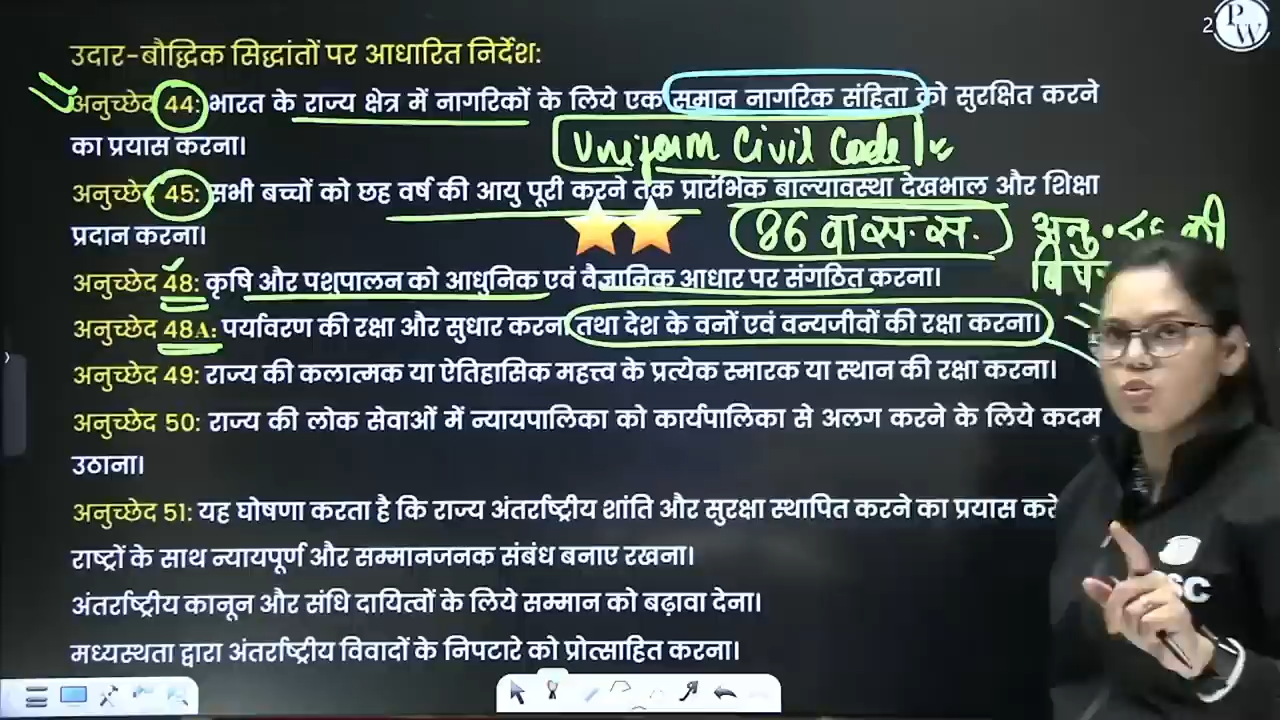 2 PW
उदार-बौद्धिक सिद्धांतों पर आधारित निर्देश:
अनुच्छेद 44: भारत के राज्य क्षेत्र में नागरिकों के लिये एक समान नागरिक संहिता को सुरक्षित करने
का प्रयास करना।
Uniform Civil Code
अनुच्छेद 45: सभी बच्चों को छह वर्ष की आयु पूरी करने तक प्रारंभिक बाल्यावस्था देखभाल और शिक्षा
प्रदान करना।
86 वा स. स. अनु. की
अनुच्छेद 48: कृषि और पशुपालन को आधुनिक एवं वैज्ञानिक आधार पर संगठित करना।
अनुच्छेद 48A: पर्यावरण की रक्षा और सुधार करना तथा देश के वनों एवं वन्यजीवों की रक्षा करना।
अनुच्छेद 49: राज्य की कलात्मक या ऐतिहासिक महत्त्व के प्रत्येक स्मारक या स्थान की रक्षा करना।
अनुच्छेद 50: राज्य की लोक सेवाओं में न्यायपालिका को कार्यपालिका से अलग करने के लिये कदम
उठाना।
अनुच्छेद 51: यह घोषणा करता है कि राज्य अंतर्राष्ट्रीय शांति और सुरक्षा स्थापित करने का प्रयास करे
राष्ट्रों के साथ न्यायपूर्ण और सम्मानजनक संबंध बनाए रखना।
अंतर्राष्ट्रीय कानून और संधि दायित्वों के लिये सम्मान को बढ़ावा देना।
मध्यस्थता द्वारा अंतर्राष्ट्रीय विवादों के निपटारे को प्रोत्साहित करना।